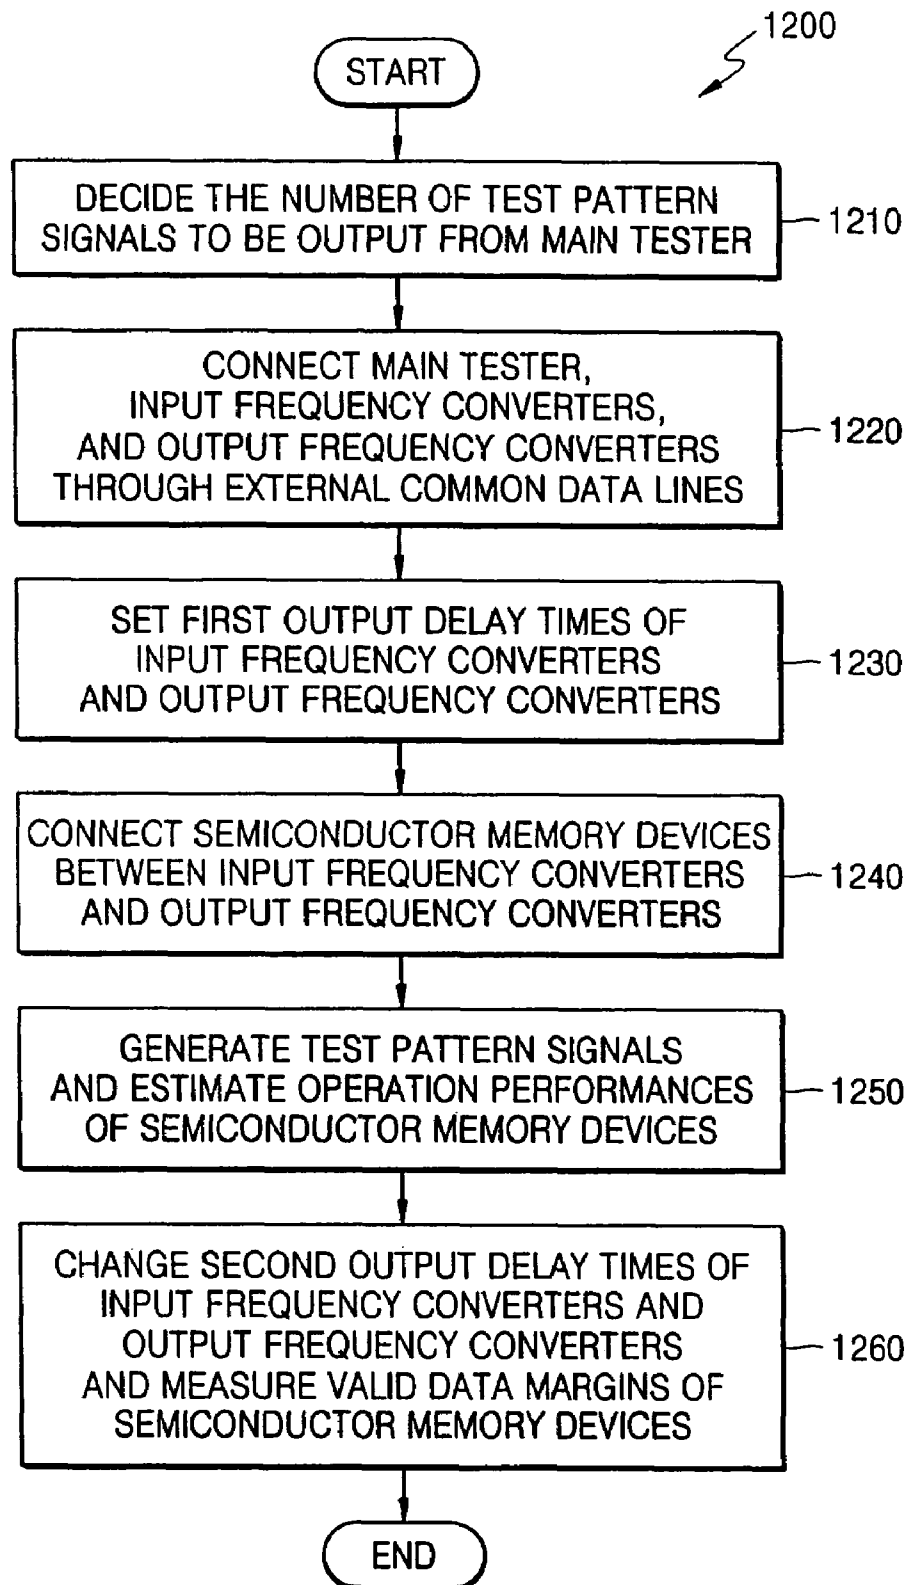 1200
START
DECIDE THE NUMBER OF TEST PATTERN
SIGNALS TO BE OUTPUT FROM MAIN TESTER
1210
CONNECT MAIN TESTER,
INPUT FREQUENCY CONVERTERS,
AND OUTPUT FREQUENCY CONVERTERS
THROUGH EXTERNAL COMMON DATA LINES
1220
SET FIRST OUTPUT DELAY TIMES OF
INPUT FREQUENCY CONVERTERS
AND OUTPUT FREQUENCY CONVERTERS
1230
CONNECT SEMICONDUCTOR MEMORY DEVICES
BETWEEN INPUT FREQUENCY CONVERTERS
AND OUTPUT FREQUENCY CONVERTERS
1240
GENERATE TEST PATTERN SIGNALS
AND ESTIMATE OPERATION PERFORMANCES
OF SEMICONDUCTOR MEMORY DEVICES
1250
CHANGE SECOND OUTPUT DELAY TIMES OF
INPUT FREQUENCY CONVERTERS AND
OUTPUT FREQUENCY CONVERTERS
AND MEASURE VALID DATA MARGINS OF
SEMICONDUCTOR MEMORY DEVICES
1260
END